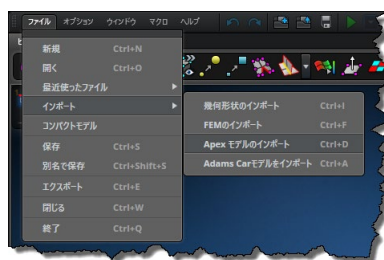 ファイル オプション ウインドウ マクロ ヘルプ
新規 Ctrl+N
開く Ctrl+O
最近使ったファイル
インポート
コンパクトモデル
保存 Ctrl+S
別名で保存 Ctrl+Shift+S
エクスポート Ctrl+E
閉じる Ctrl+W
終了 Ctrl+Q
幾何形状のインポート Ctrl+I
FEMのインポート Ctrl+F
Apex モデルのインポート Ctrl+D
Adams Carモデルをインポート Ctrl+A